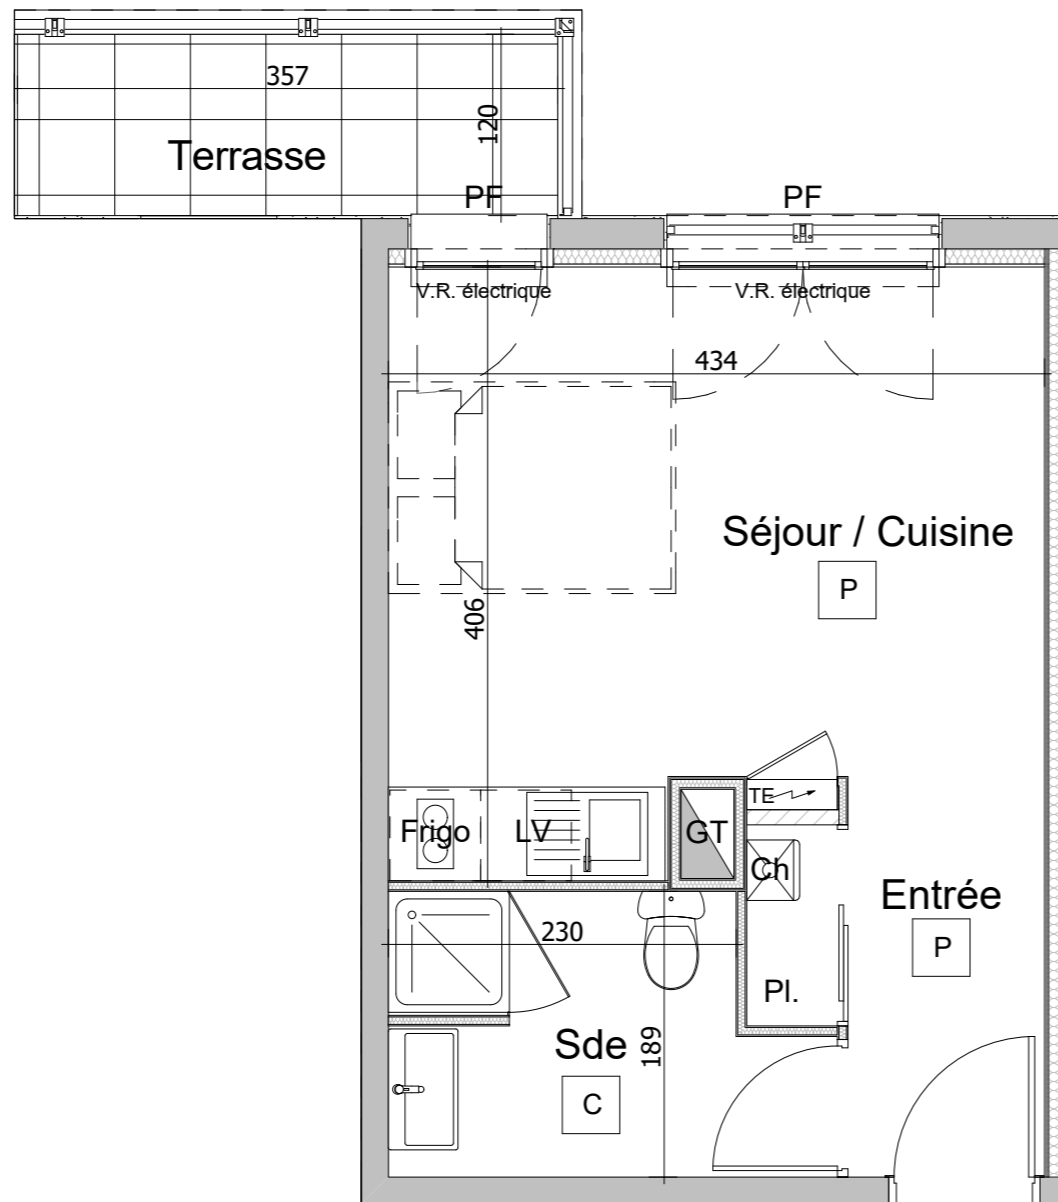 357
120
Terrasse
PF
PF
V.R. électrique
V.R. électrique
434
Séjour / Cuisine
P
406
TE
Frigo
LV
GT
Ch
Entrée
P
230
Pl.
Sde
189
C